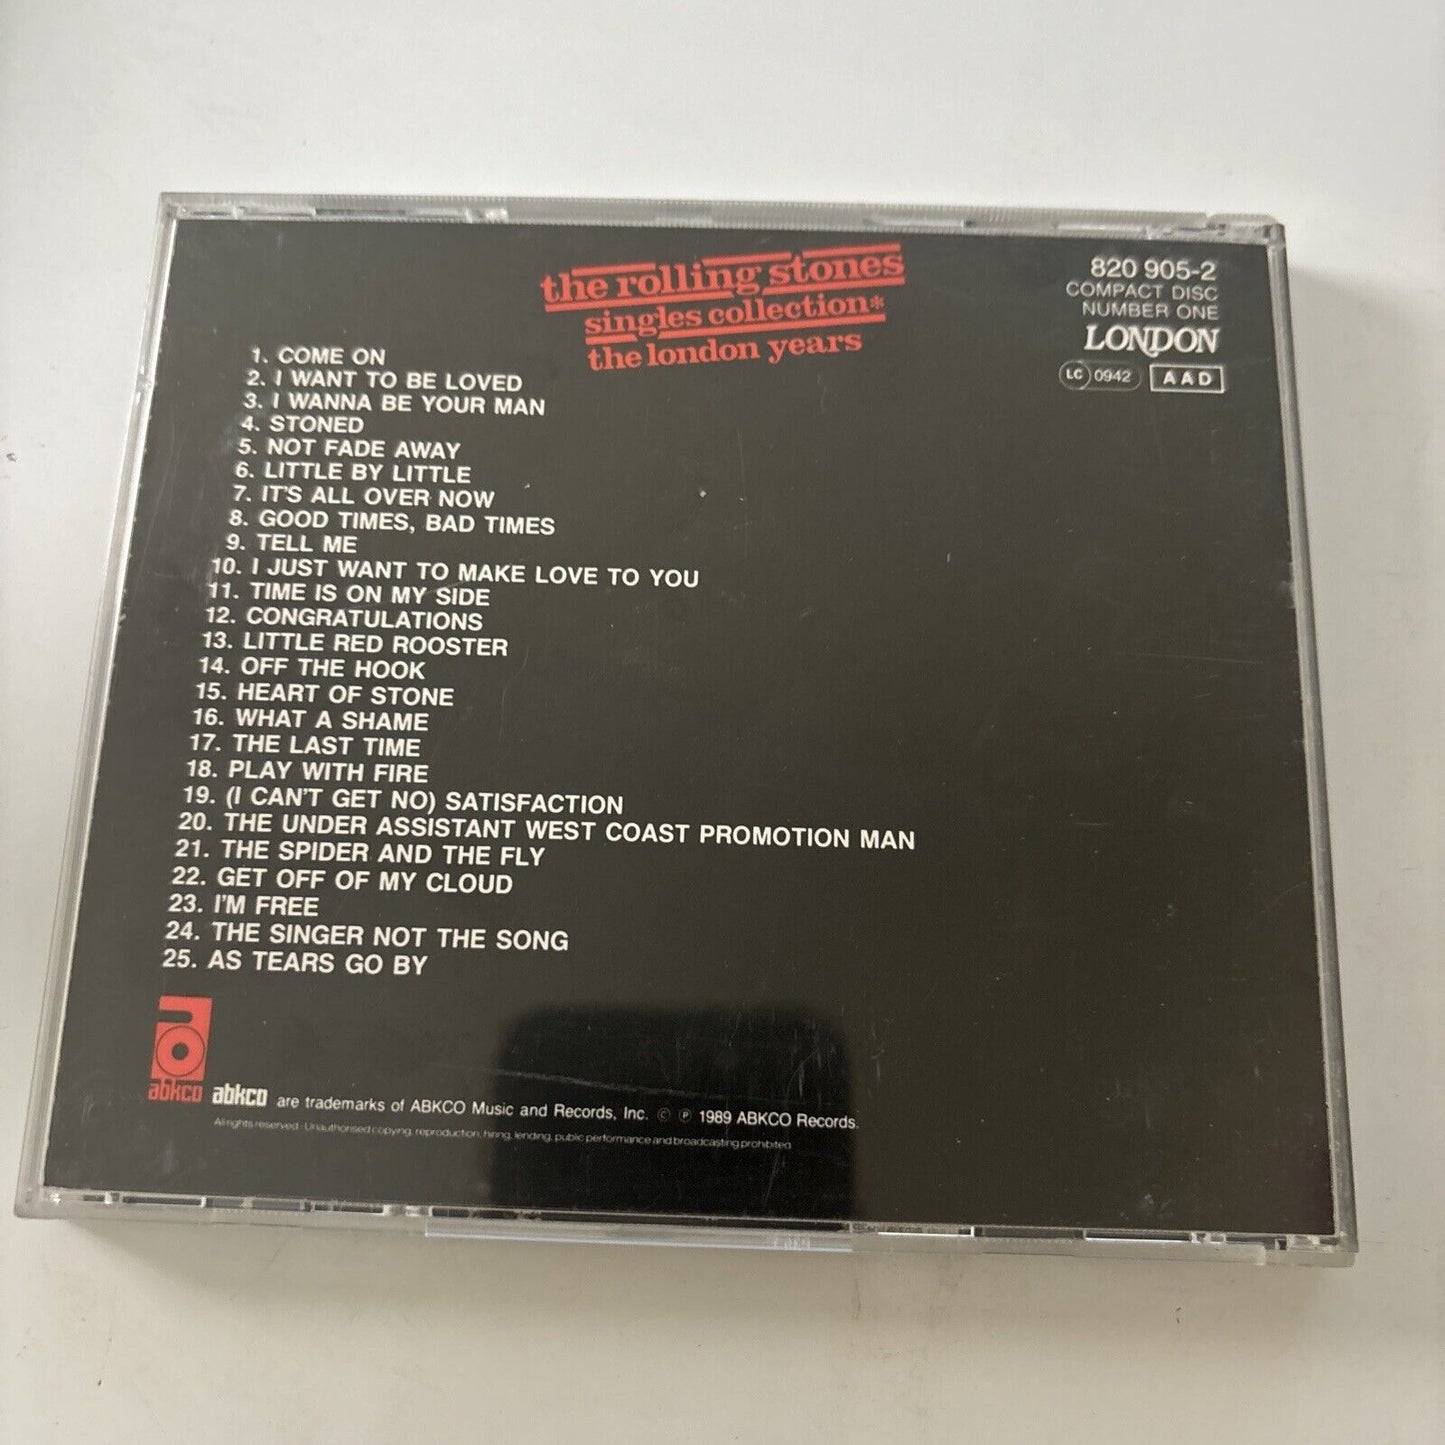 the rolling stones
singles collection*
the london years
820 905-2
COMPACT DISC
NUMBER ONE
LONDON
LC 0942 AAD
1. COME ON
2. I WANT TO BE LOVED
3. I WANNA BE YOUR MAN
4. STONED
5. NOT FADE AWAY
6. LITTLE BY LITTLE
7. IT'S ALL OVER NOW
8. GOOD TIMES, BAD TIMES
9. TELL ME
10. I JUST WANT TO MAKE LOVE TO YOU
11. TIME IS ON MY SIDE
12. CONGRATULATIONS
13. LITTLE RED ROOSTER
14. OFF THE HOOK
15. HEART OF STONE
16. WHAT A SHAME
17. THE LAST TIME
18. PLAY WITH FIRE
19. (I CAN'T GET NO) SATISFACTION
20. THE UNDER ASSISTANT WEST COAST PROMOTION MAN
21. THE SPIDER AND THE FLY
22. GET OFF OF MY CLOUD
23. I'M FREE
24. THE SINGER NOT THE SONG
25. AS TEARS GO BY
abkco abkco are trademarks of ABKCO Music and Records, Inc. © ℗ 1989 ABKCO Records.
All rights reserved · Unauthorised copying, reproduction, hiring, lending, public performance and broadcasting prohibited